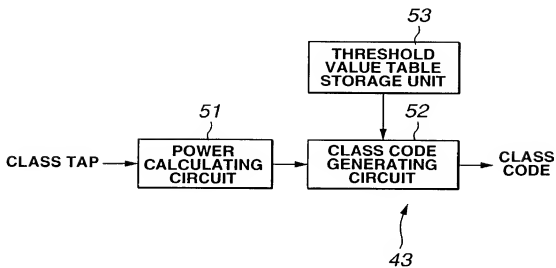 53
THRESHOLD
VALUE TABLE
STORAGE UNIT
51
52
CLASS TAP
POWER
CALCULATING
CIRCUIT
CLASS CODE
GENERATING
CIRCUIT
CLASS
CODE
43